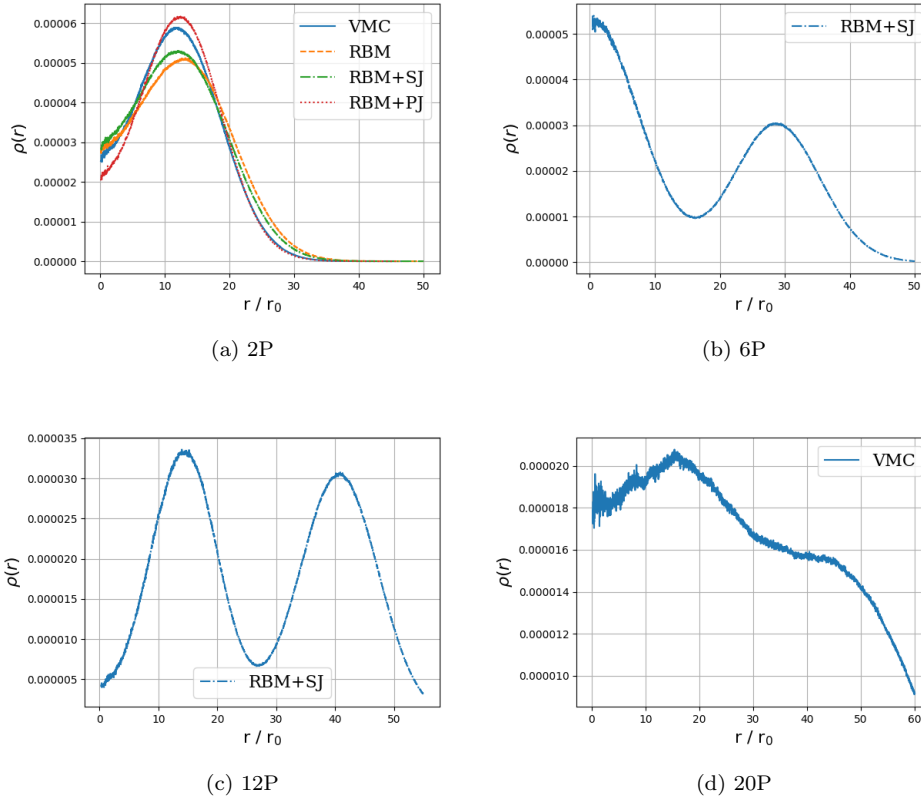 0.00006
0.00005
0.00004
0.00003
0.00002
0.00001
0.00000
ρ(r)
VMC
RBM
RBM+SJ
RBM+PJ
0 10 20 30 40 50
r / r₀
(a) 2P
0.00005
0.00004
0.00003
0.00002
0.00001
0.00000
ρ(r)
RBM+SJ
0 10 20 30 40 50
r / r₀
(b) 6P
0.000035
0.000030
0.000025
0.000020
0.000015
0.000010
0.000005
ρ(r)
RBM+SJ
0 10 20 30 40 50
r / r₀
(c) 12P
0.000020
0.000018
0.000016
0.000014
0.000012
0.000010
ρ(r)
VMC
0 10 20 30 40 50 60
r / r₀
(d) 20P